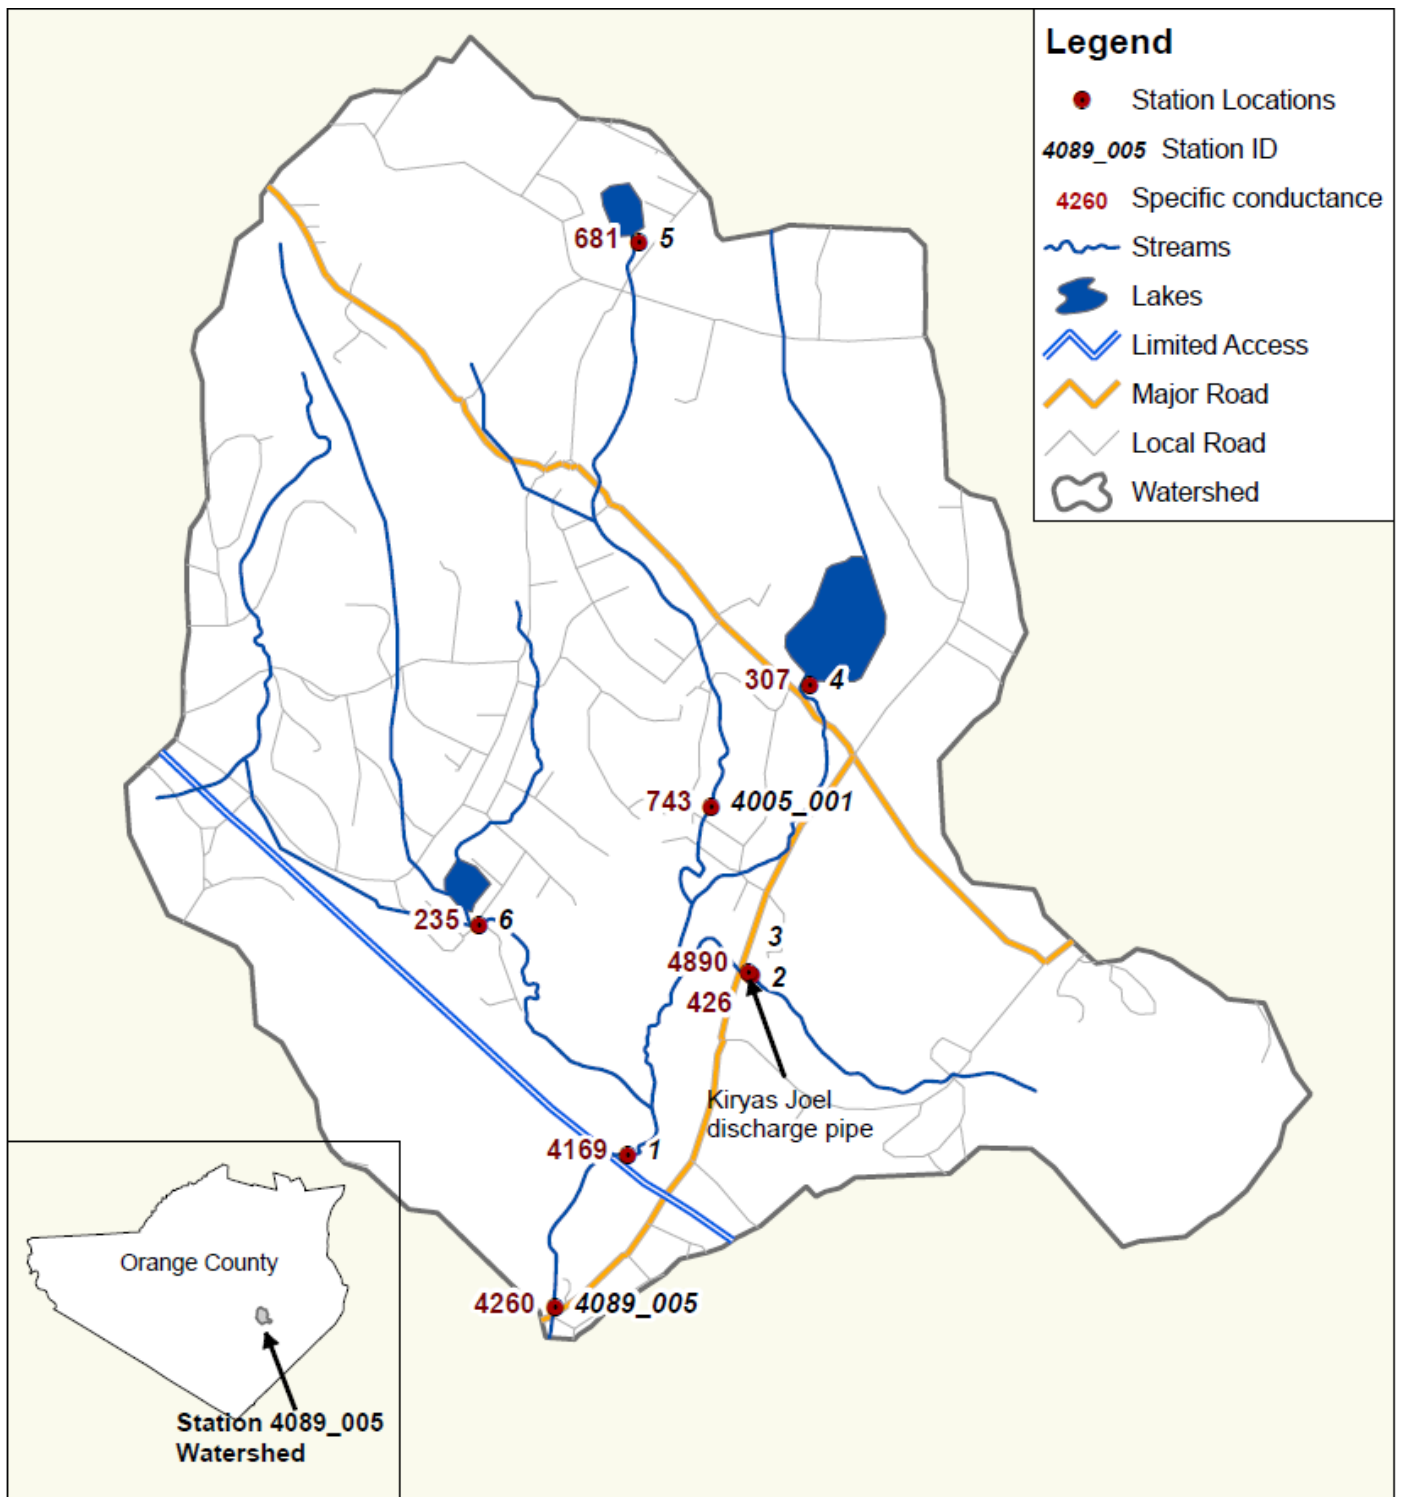 Legend
Station Locations
4089_005 Station ID
4260 Specific conductance
Streams
Lakes
Limited Access
Major Road
Local Road
Watershed
681 5
307 4
743 4005_001
235 6
3
4890
2
426
Kiryas Joel
discharge pipe
4169 1
4260 4089_005
Orange County
Station 4089_005
Watershed